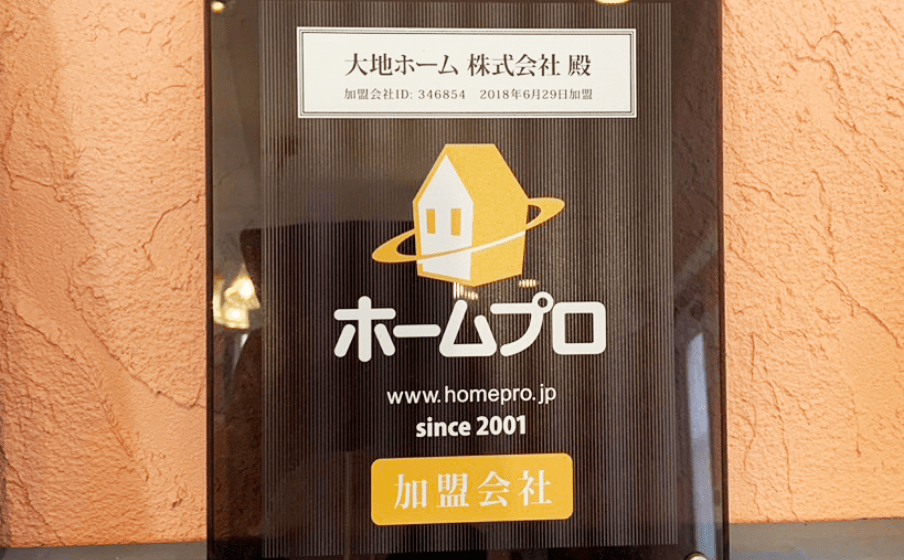 大地ホーム 株式会社 殿
加盟会社ID: 346854　2018年6月29日加盟
ホームプロ
www.homepro.jp
since 2001
加盟会社